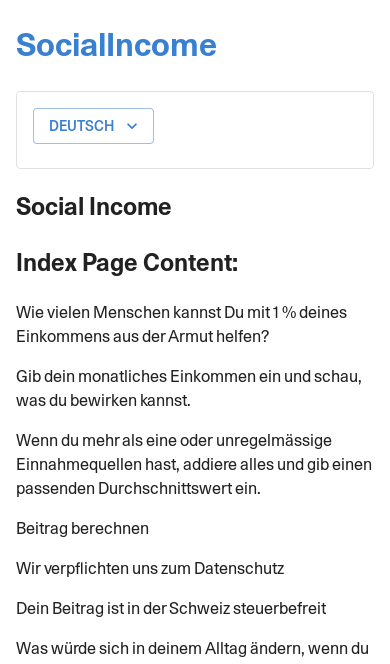 SocialIncome
DEUTSCH
Social Income
Index Page Content:
Wie vielen Menschen kannst Du mit 1 % deines
Einkommens aus der Armut helfen?
Gib dein monatliches Einkommen ein und schau,
was du bewirken kannst.
Wenn du mehr als eine oder unregelmässige
Einnahmequellen hast, addiere alles und gib einen
passenden Durchschnittswert ein.
Beitrag berechnen
Wir verpflichten uns zum Datenschutz
Dein Beitrag ist in der Schweiz steuerbefreit
Was würde sich in deinem Alltag ändern, wenn du